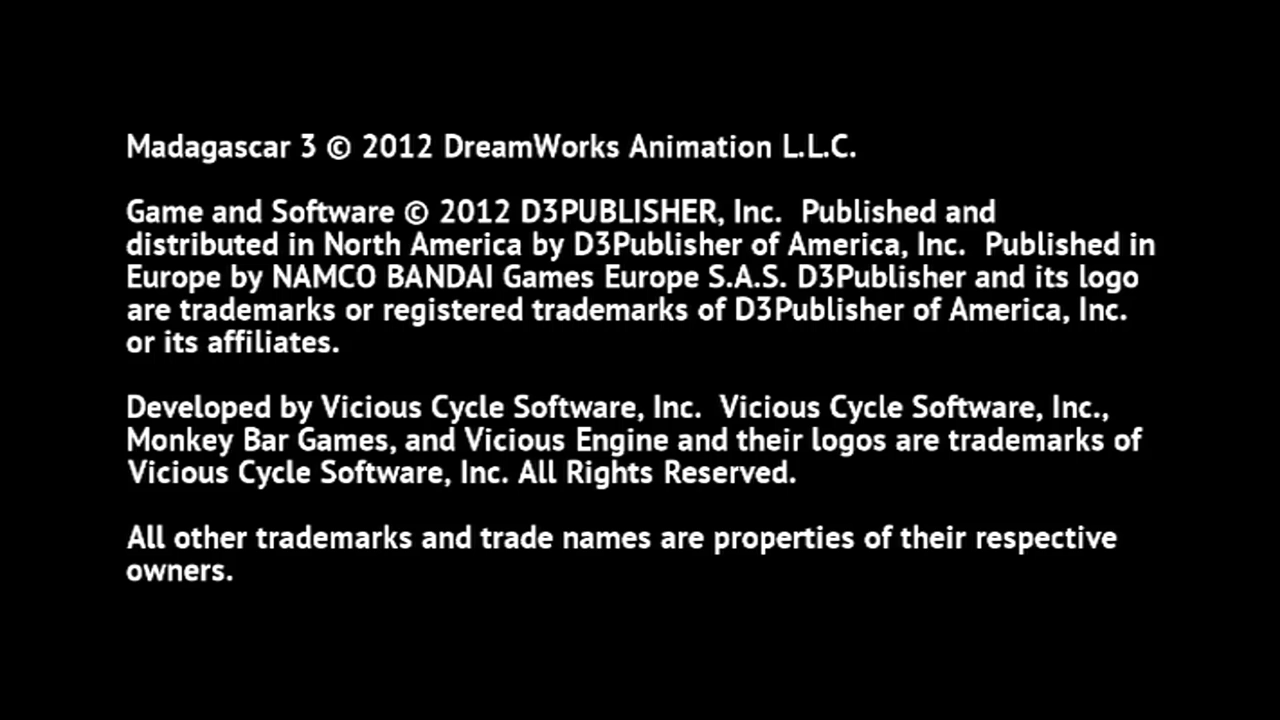 Madagascar 3 © 2012 DreamWorks Animation L.L.C.
Game and Software © 2012 D3PUBLISHER, Inc.  Published and
distributed in North America by D3Publisher of America, Inc.  Published in
Europe by NAMCO BANDAI Games Europe S.A.S. D3Publisher and its logo
are trademarks or registered trademarks of D3Publisher of America, Inc.
or its affiliates.
Developed by Vicious Cycle Software, Inc.  Vicious Cycle Software, Inc.,
Monkey Bar Games, and Vicious Engine and their logos are trademarks of
Vicious Cycle Software, Inc. All Rights Reserved.
All other trademarks and trade names are properties of their respective
owners.